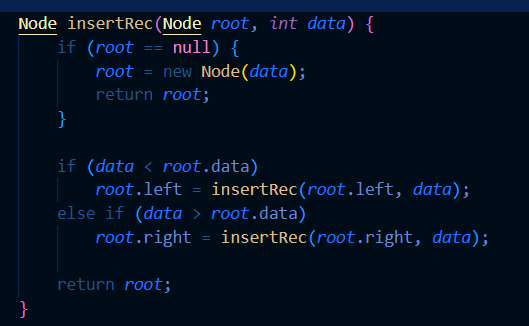 Node insertRec(Node root, int data) {
    if (root == null) {
        root = new Node(data);
        return root;
    }

    if (data < root.data)
        root.left = insertRec(root.left, data);
    else if (data > root.data)
        root.right = insertRec(root.right, data);

    return root;
}